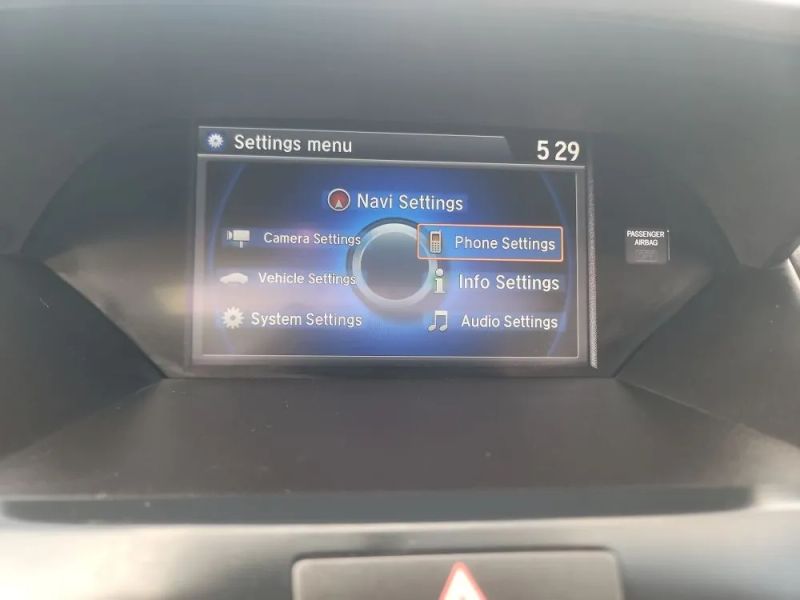 Settings menu
5 29
Navi Settings
Camera Settings
Phone Settings
Vehicle Settings
Info Settings
System Settings
Audio Settings
PASSENGER
AIRBAG